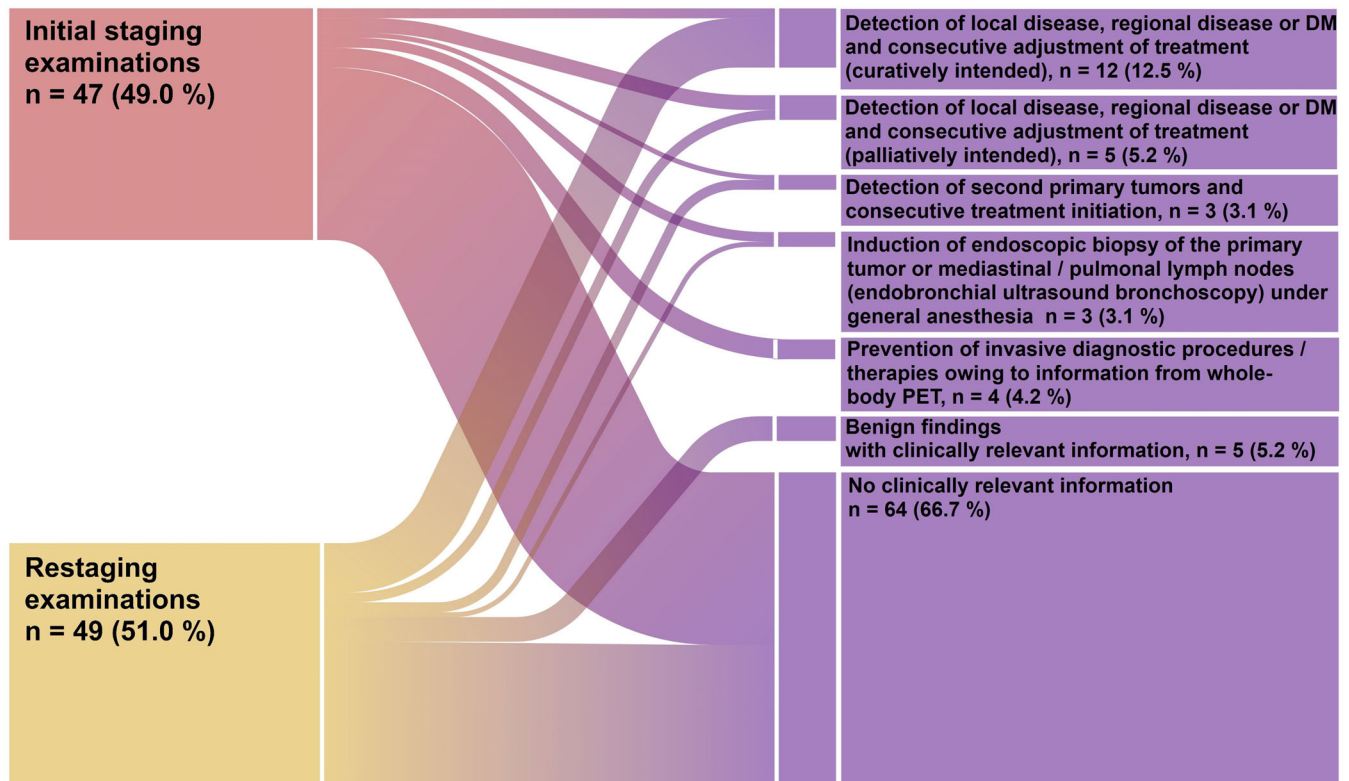 Initial staging
examinations
n = 47 (49.0 %)
Restaging
examinations
n = 49 (51.0 %)
Detection of local disease, regional disease or DM
and consecutive adjustment of treatment
(curatively intended), n = 12 (12.5 %)
Detection of local disease, regional disease or DM
and consecutive adjustment of treatment
(palliatively intended), n = 5 (5.2 %)
Detection of second primary tumors and
consecutive treatment initiation, n = 3 (3.1 %)
Induction of endoscopic biopsy of the primary
tumor or mediastinal / pulmonal lymph nodes
(endobronchial ultrasound bronchoscopy) under
general anesthesia n = 3 (3.1 %)
Prevention of invasive diagnostic procedures /
therapies owing to information from whole-
body PET, n = 4 (4.2 %)
Benign findings
with clinically relevant information, n = 5 (5.2 %)
No clinically relevant information
n = 64 (66.7 %)